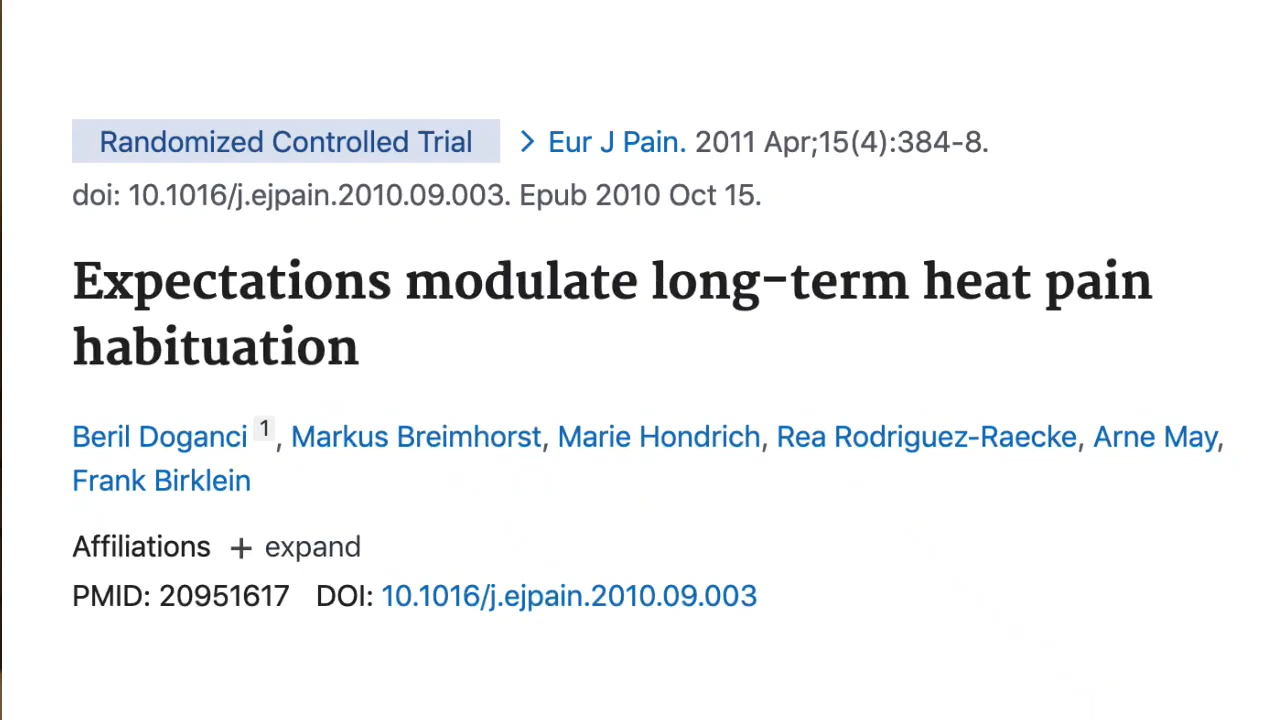 Randomized Controlled Trial > Eur J Pain. 2011 Apr;15(4):384-8.
doi: 10.1016/j.ejpain.2010.09.003. Epub 2010 Oct 15.
Expectations modulate long-term heat pain
habituation
Beril Doganci 1, Markus Breimhorst, Marie Hondrich, Rea Rodriguez-Raecke, Arne May,
Frank Birklein
Affiliations + expand
PMID: 20951617 DOI: 10.1016/j.ejpain.2010.09.003